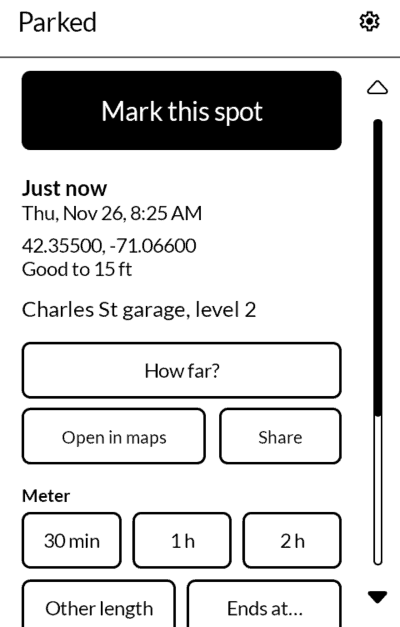 Parked
Mark this spot
Just now
Thu, Nov 26, 8:25 AM
42.35500, -71.06600
Good to 15 ft
Charles St garage, level 2
How far?
Open in maps
Share
Meter
30 min
1 h
2 h
Other length
Ends at...